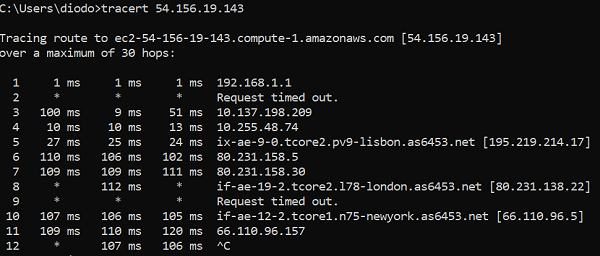 C:\Users\diodo>tracert 54.156.19.143
Tracing route to ec2-54-156-19-143.compute-1.amazonaws.com [54.156.19.143]
over a maximum of 30 hops:
1 1 ms 1 ms 1 ms 192.168.1.1
2 * * * Request timed out.
3 100 ms 9 ms 51 ms 10.137.198.209
4 10 ms 10 ms 13 ms 10.255.48.74
5 27 ms 25 ms 24 ms ix-ae-9-0.tcore2.pv9-lisbon.as6453.net [195.219.214.17]
6 110 ms 106 ms 102 ms 80.231.158.5
7 109 ms 109 ms 111 ms 80.231.158.30
8 * 112 ms * if-ae-19-2.tcore2.l78-london.as6453.net [80.231.138.22]
9 * * * Request timed out.
10 107 ms 106 ms 105 ms if-ae-12-2.tcore1.n75-newyork.as6453.net [66.110.96.5]
11 109 ms 110 ms 120 ms 66.110.96.157
12 * 107 ms 106 ms ^C